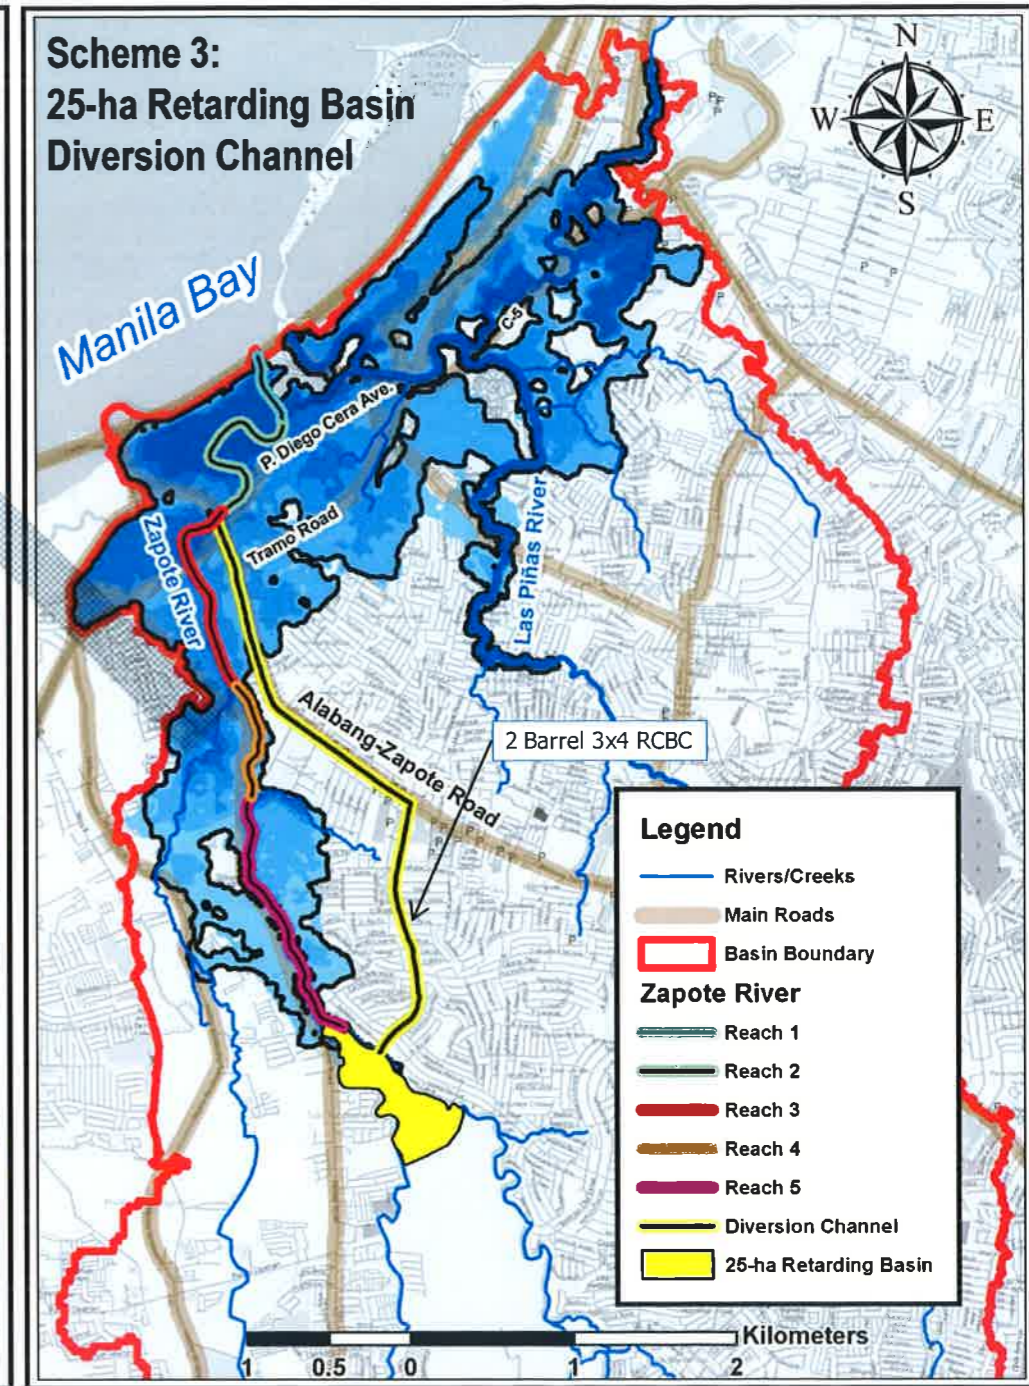 Scheme 3:
25-ha Retarding Basin
Diversion Channel
N
W
E
S
Manila Bay
C-5
P. Diego Cera Ave.
Tramo Road
Zapote River
Las Piñas River
Alabang-Zapote Road
2 Barrel 3x4 RCBC
Legend
Rivers/Creeks
Main Roads
Basin Boundary
Zapote River
Reach 1
Reach 2
Reach 3
Reach 4
Reach 5
Diversion Channel
25-ha Retarding Basin
Kilometers
1 0.5 0 1 2